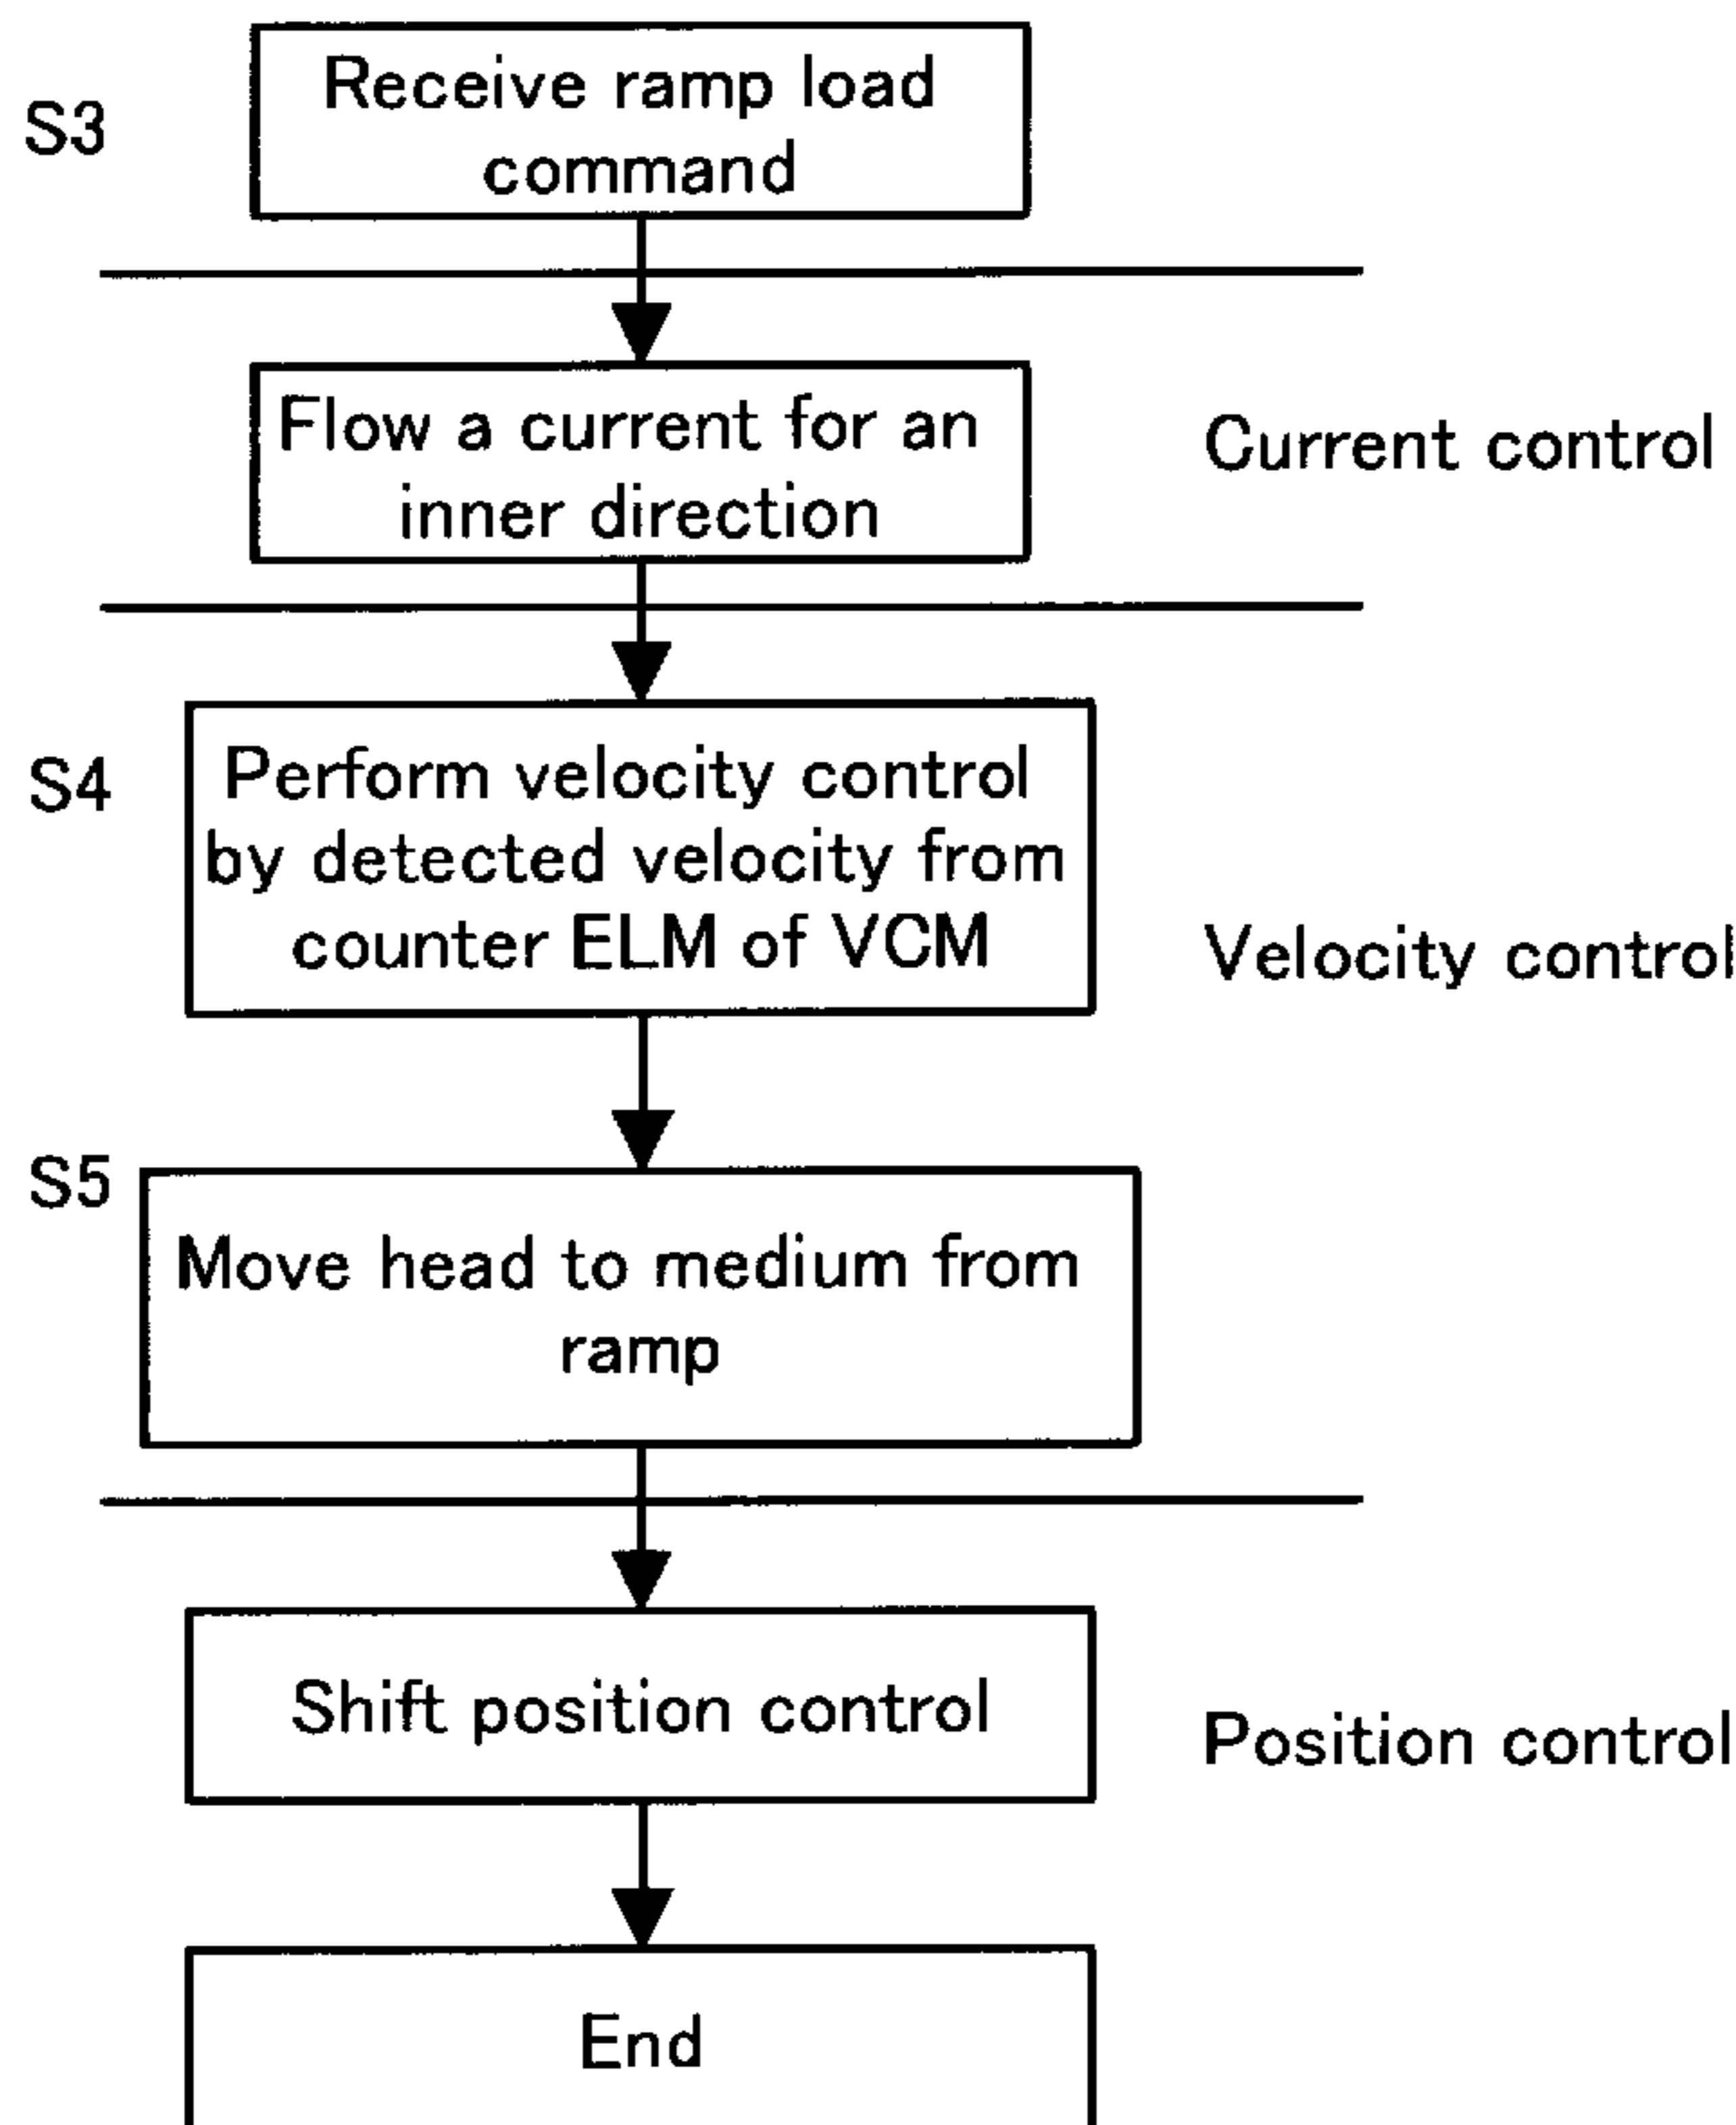 S3
Receive ramp load
command
Flow a current for an
inner direction
Current control
S4
Perform velocity control
by detected velocity from
counter ELM of VCM
Velocity control
S5
Move head to medium from
ramp
Shift position control
Position control
End